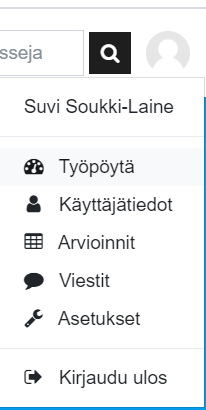 sseja
Suvi Soukki-Laine
Työpöytä
Käyttäjätiedot
Arvioinnit
Viestit
Asetukset
Kirjaudu ulos